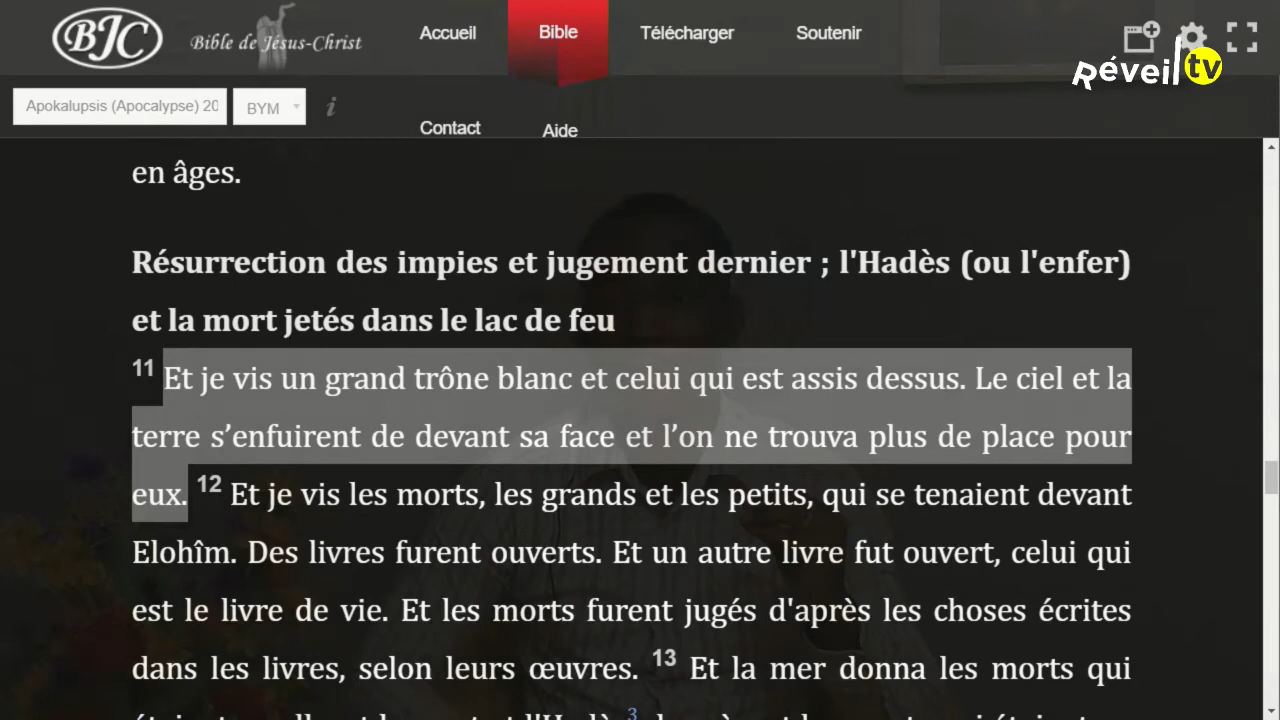 BJC
Bible de Jésus-Christ
Accueil
Bible
Télécharger
Soutenir
Réveil tv
Apokalupsis (Apocalypse) 20
BYM
i
Contact
Aide
en âges.
Résurrection des impies et jugement dernier ; l'Hadès (ou l'enfer)
et la mort jetés dans le lac de feu
11 Et je vis un grand trône blanc et celui qui est assis dessus. Le ciel et la
terre s’enfuirent de devant sa face et l’on ne trouva plus de place pour
eux. 12 Et je vis les morts, les grands et les petits, qui se tenaient devant
Elohîm. Des livres furent ouverts. Et un autre livre fut ouvert, celui qui
est le livre de vie. Et les morts furent jugés d'après les choses écrites
dans les livres, selon leurs œuvres. 13 Et la mer donna les morts qui